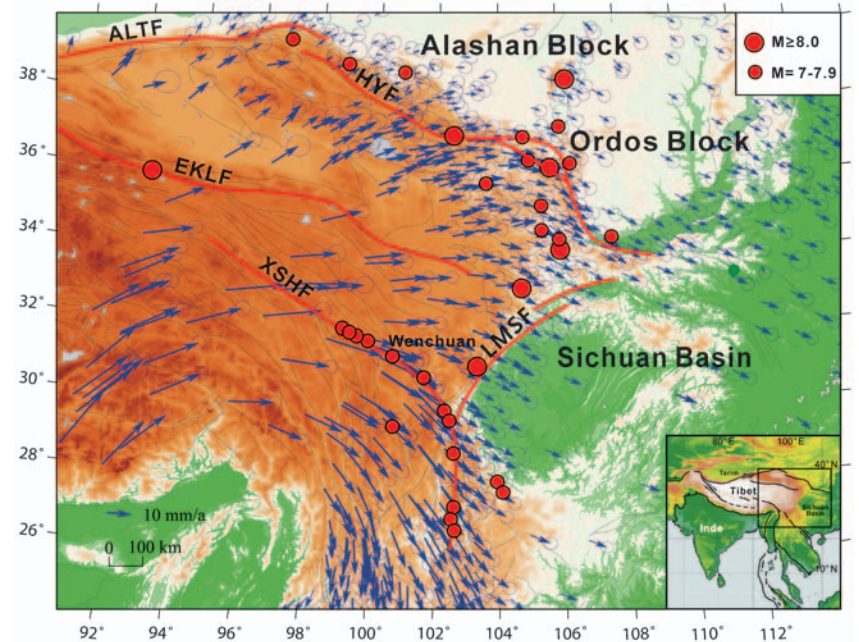 ALTF
Alashan Block
M≥8.0
M= 7-7.9
38°
HYF
Ordos Block
36°
EKLF
34°
XSHF
32°
Wenchuan
LMSF
Sichuan Basin
30°
28°
80°E
100°E
40°N
Tarim
Tibet
Sichuan
Basin
Inde
10°N
10 mm/a
26°
0 100 km
92°
94°
96°
98°
100°
102°
104°
106°
108°
110°
112°